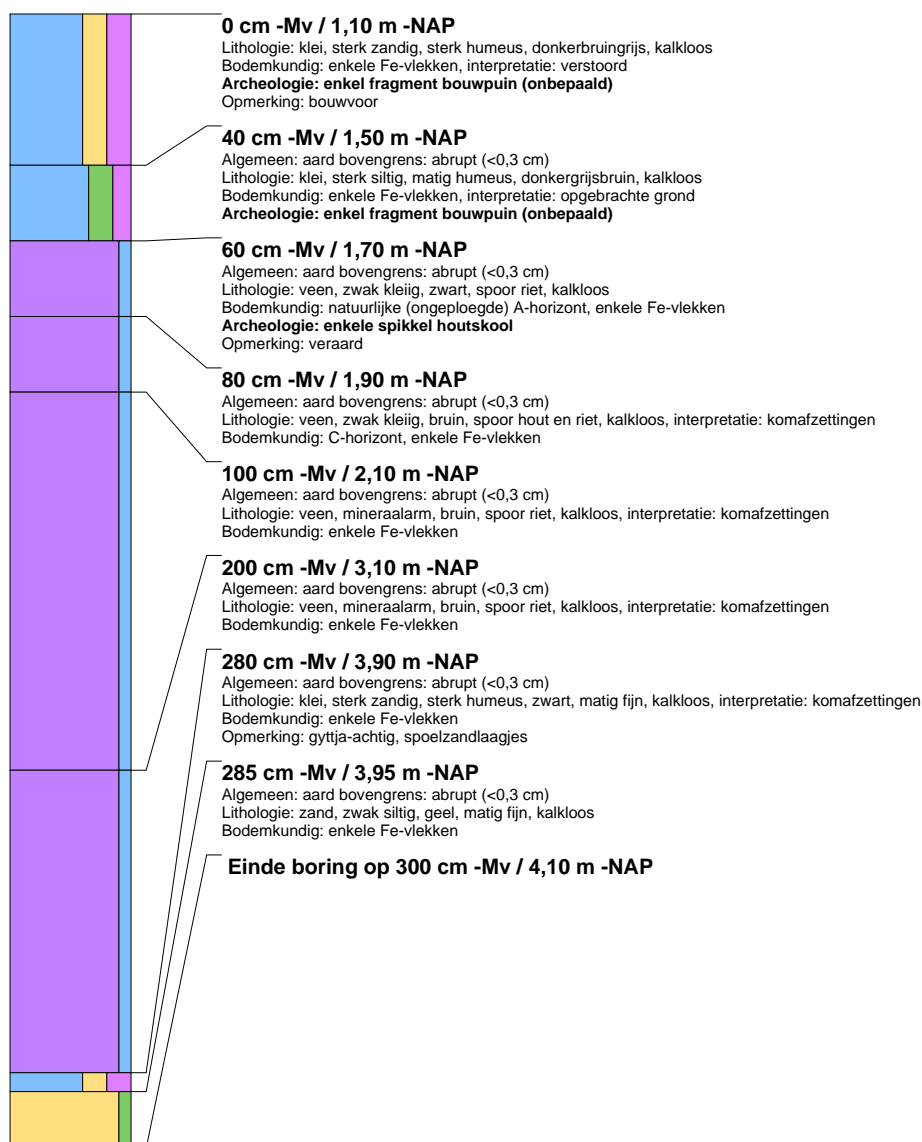 0 cm -Mv / 1,10 m -NAP
Lithologie: klei, sterk zandig, sterk humeus, donkerbruingrijs, kalkloos
Bodemkundig: enkele Fe-vlekken, interpretatie: verstoord
Archeologie: enkel fragment bouwpuin (onbepaald)
Opmerking: bouwvoor
40 cm -Mv / 1,50 m -NAP
Algemeen: aard bovengrens: abrupt (<0,3 cm)
Lithologie: klei, sterk siltig, matig humeus, donkergrijsbruin, kalkloos
Bodemkundig: enkele Fe-vlekken, interpretatie: opgebrachte grond
Archeologie: enkel fragment bouwpuin (onbepaald)
60 cm -Mv / 1,70 m -NAP
Algemeen: aard bovengrens: abrupt (<0,3 cm)
Lithologie: veen, zwak kleiig, zwart, spoor riet, kalkloos
Bodemkundig: natuurlijke (ongeploegde) A-horizont, enkele Fe-vlekken
Archeologie: enkele spikkel houtskool
Opmerking: veraard
80 cm -Mv / 1,90 m -NAP
Algemeen: aard bovengrens: abrupt (<0,3 cm)
Lithologie: veen, zwak kleiig, bruin, spoor hout en riet, kalkloos, interpretatie: komafzettingen
Bodemkundig: C-horizont, enkele Fe-vlekken
100 cm -Mv / 2,10 m -NAP
Algemeen: aard bovengrens: abrupt (<0,3 cm)
Lithologie: veen, mineraalarm, bruin, spoor riet, kalkloos, interpretatie: komafzettingen
Bodemkundig: enkele Fe-vlekken
200 cm -Mv / 3,10 m -NAP
Algemeen: aard bovengrens: abrupt (<0,3 cm)
Lithologie: veen, mineraalarm, bruin, spoor riet, kalkloos, interpretatie: komafzettingen
Bodemkundig: enkele Fe-vlekken
280 cm -Mv / 3,90 m -NAP
Algemeen: aard bovengrens: abrupt (<0,3 cm)
Lithologie: klei, sterk zandig, sterk humeus, zwart, matig fijn, kalkloos, interpretatie: komafzettingen
Bodemkundig: enkele Fe-vlekken
Opmerking: gyttja-achtig, spoelzandlaagjes
285 cm -Mv / 3,95 m -NAP
Algemeen: aard bovengrens: abrupt (<0,3 cm)
Lithologie: zand, zwak siltig, geel, matig fijn, kalkloos
Bodemkundig: enkele Fe-vlekken
Einde boring op 300 cm -Mv / 4,10 m -NAP